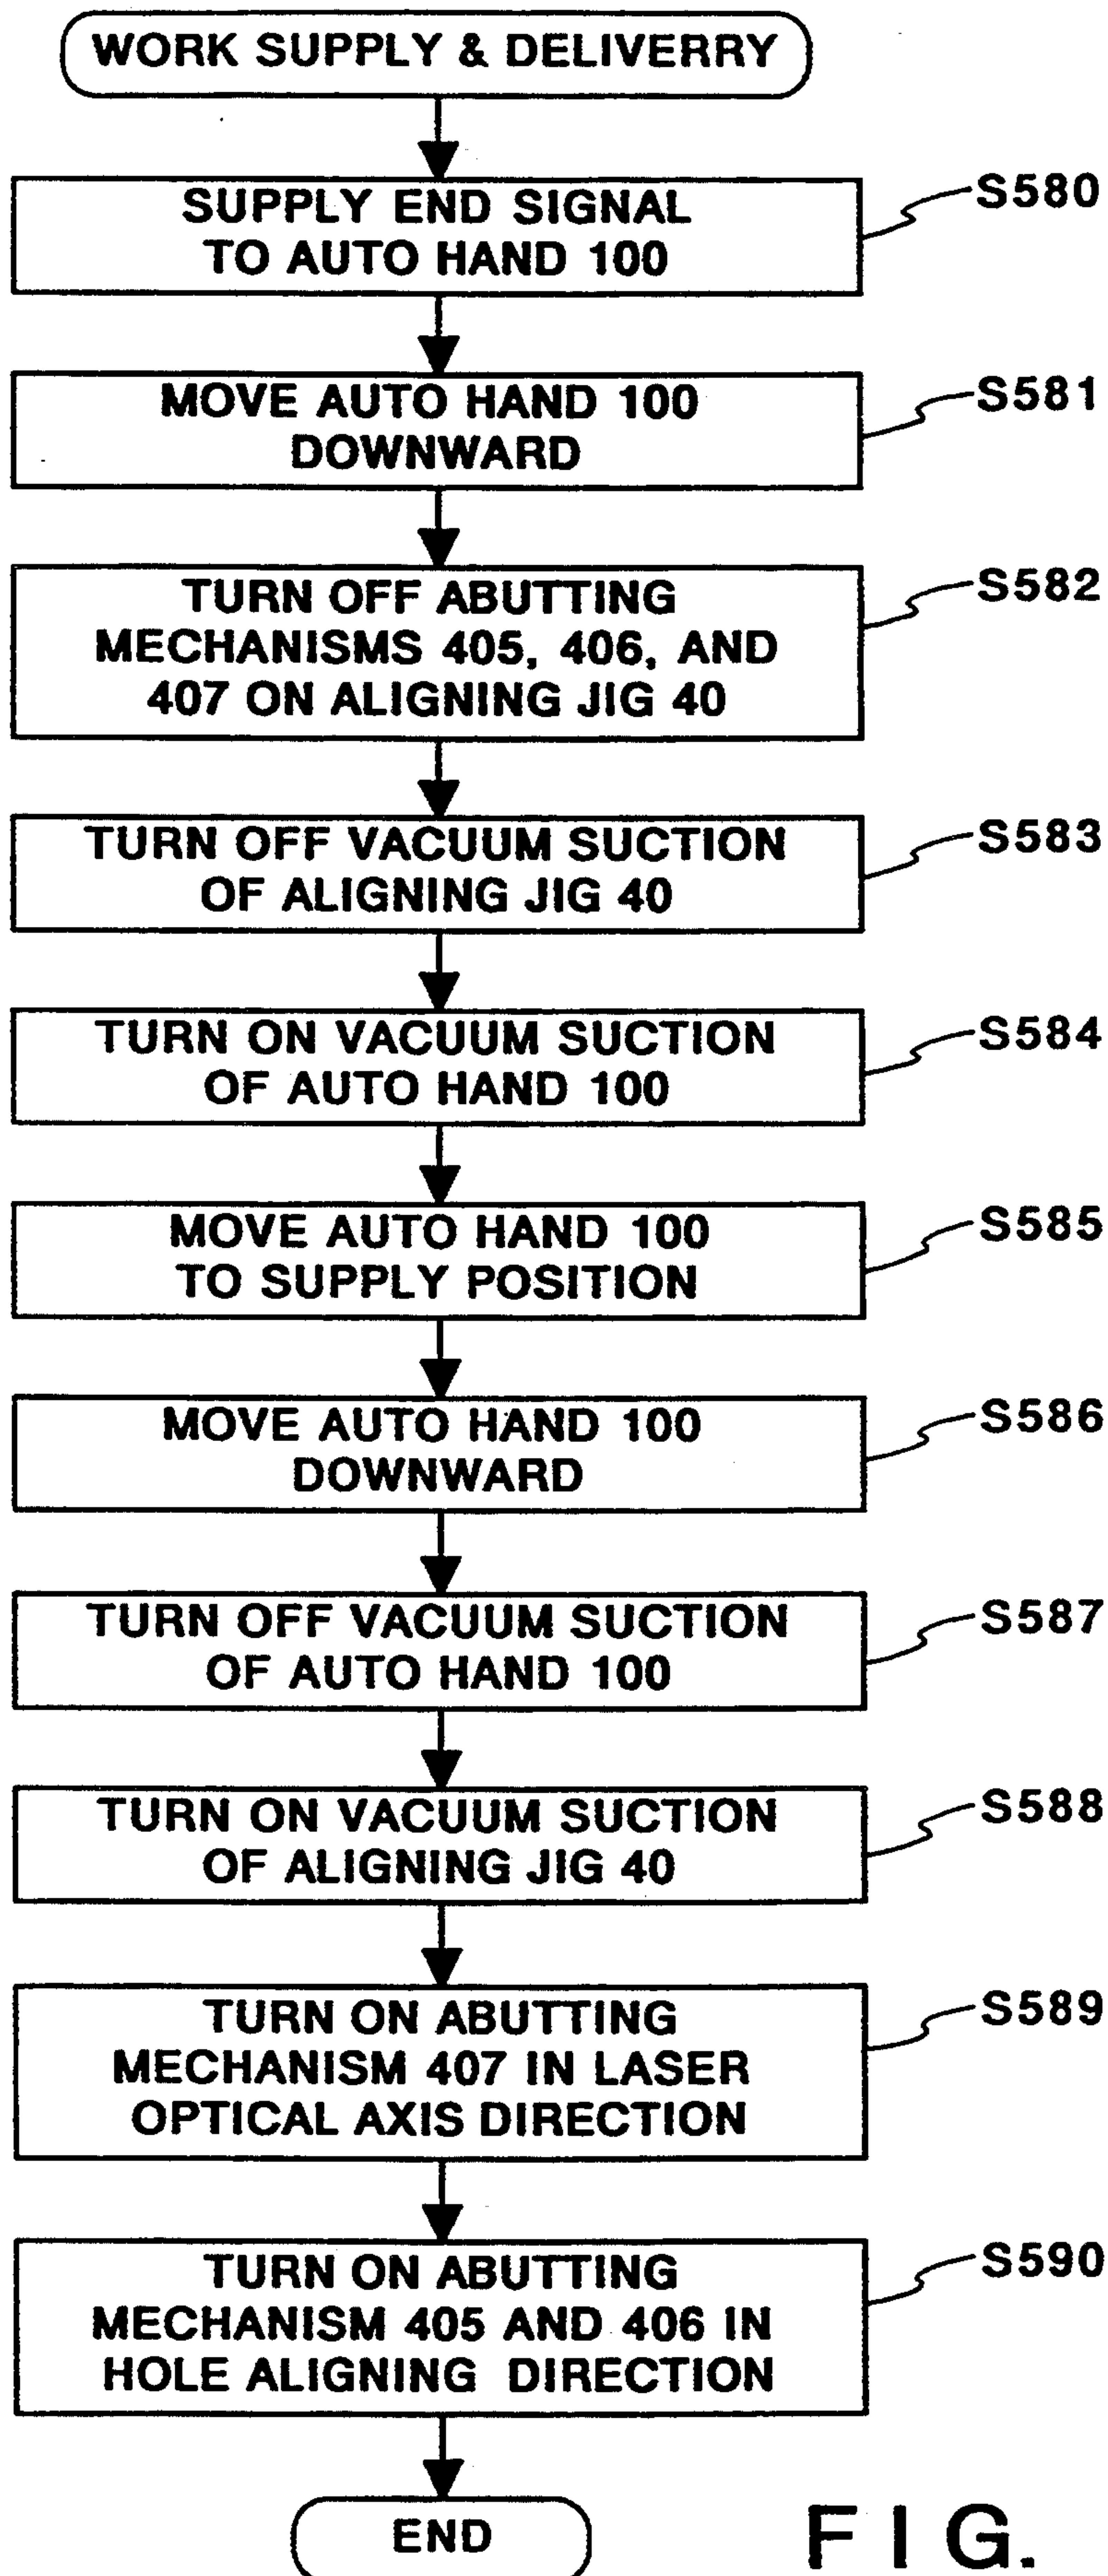 WORK SUPPLY & DELIVERRY
SUPPLY END SIGNAL
TO AUTO HAND 100
S580
MOVE AUTO HAND 100
DOWNWARD
S581
TURN OFF ABUTTING
MECHANISMS 405, 406, AND
407 ON ALIGNING JIG 40
S582
TURN OFF VACUUM SUCTION
OF ALIGNING JIG 40
S583
TURN ON VACUUM SUCTION
OF AUTO HAND 100
S584
MOVE AUTO HAND 100
TO SUPPLY POSITION
S585
MOVE AUTO HAND 100
DOWNWARD
S586
TURN OFF VACUUM SUCTION
OF AUTO HAND 100
S587
TURN ON VACUUM SUCTION
OF ALIGNING JIG 40
S588
TURN ON ABUTTING
MECHANISM 407 IN LASER
OPTICAL AXIS DIRECTION
S589
TURN ON ABUTTING
MECHANISM 405 AND 406 IN
HOLE ALIGNING DIRECTION
S590
END
FIG.